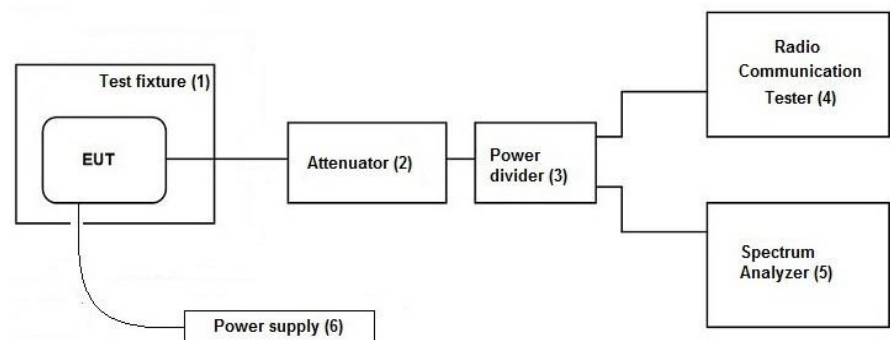 Test fixture (1)
EUT
Attenuator (2)
Power
divider (3)
Radio
Communication
Tester (4)
Spectrum
Analyzer (5)
Power supply (6)